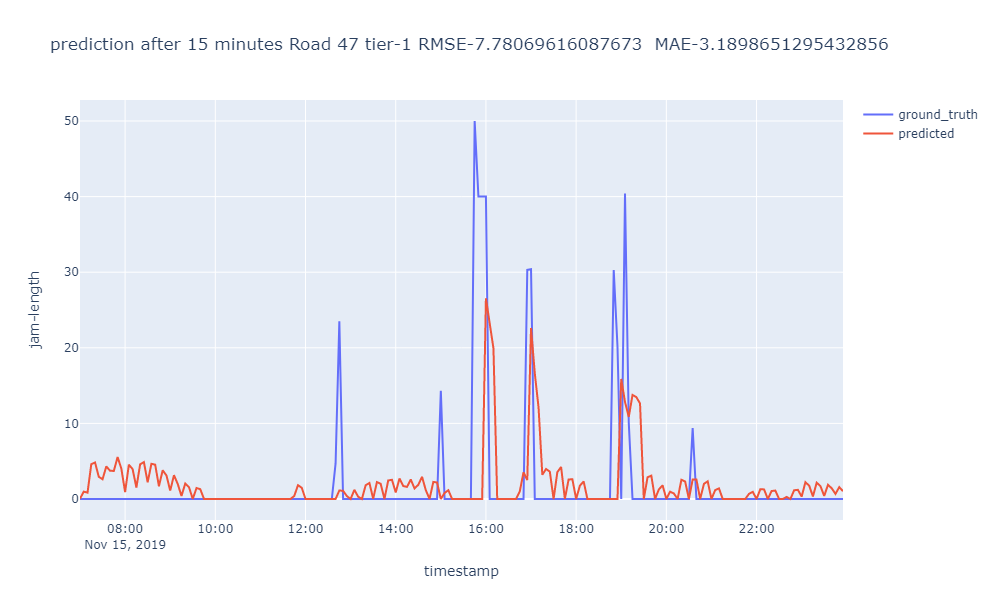 prediction after 15 minutes Road 47 tier-1 RMSE-7.78069616087673  MAE-3.1898651295432856
ground_truth
predicted
50
40
30
20
10
0
jam-length
08:00 10:00 12:00 14:00 16:00 18:00 20:00 22:00
Nov 15, 2019
timestamp